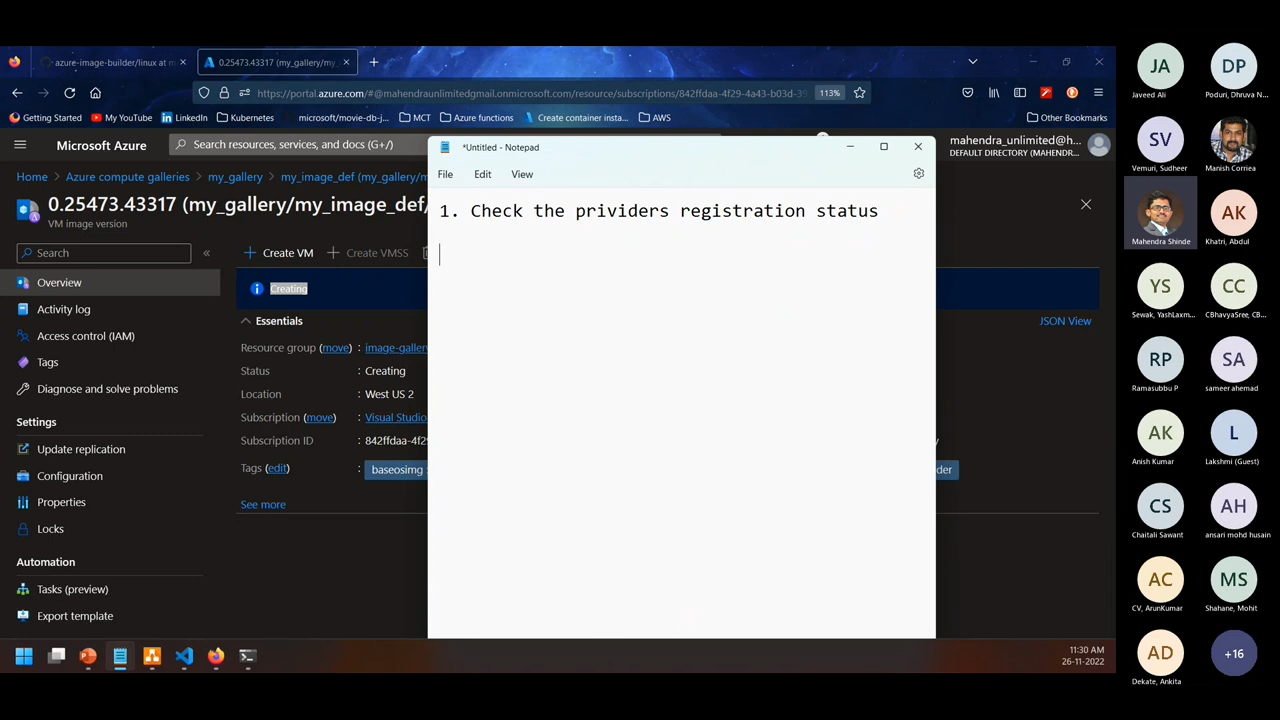 azure-image-builder/linux at m
0.25473.43317 (my_gallery/my_
https://portal.azure.com/#@mahendraunlimitedgmail.onmicrosoft.com/resource/subscriptions/842ffdaa-4f29-4a43-b03d-39
113%
Getting Started
My YouTube
LinkedIn
Kubernetes
microsoft/movie-db-j...
MCT
Azure functions
Create container insta...
AWS
Other Bookmarks
Microsoft Azure
Search resources, services, and docs (G+/)
mahendra_unlimited@h...
DEFAULT DIRECTORY (MAHENDR...
Home > Azure compute galleries > my_gallery > my_image_def (my_gallery/m
0.25473.43317 (my_gallery/my_image_def/
VM image version
Search
«
Create VM
Create VMSS
Overview
Activity log
Access control (IAM)
Tags
Diagnose and solve problems
Settings
Update replication
Configuration
Properties
Locks
Automation
Tasks (preview)
Export template
Creating
Essentials
JSON View
Resource group (move) : image-gallery
Status : Creating
Location : West US 2
Subscription (move) : Visual Studio
Subscription ID : 842ffdaa-4f29
Tags (edit) : baseosimg :
der
See more
*Untitled - Notepad
File
Edit
View
1. Check the prividers registration status
11:30 AM
26-11-2022
JA
Javeed Ali
DP
Poduri, Dhruva N...
SV
Vemuri, Sudheer
Manish Corriea
Mahendra Shinde
AK
Khatri, Abdul
YS
Sewak, YashLaxm...
CC
CBhavyaSree, CB...
RP
Ramasubbu P
SA
sameer ahemad
AK
Anish Kumar
L
Lakshmi (Guest)
CS
Chaitali Sawant
AH
ansari mohd husain
AC
CV, ArunKumar
MS
Shahane, Mohit
AD
Dekate, Ankita
+16